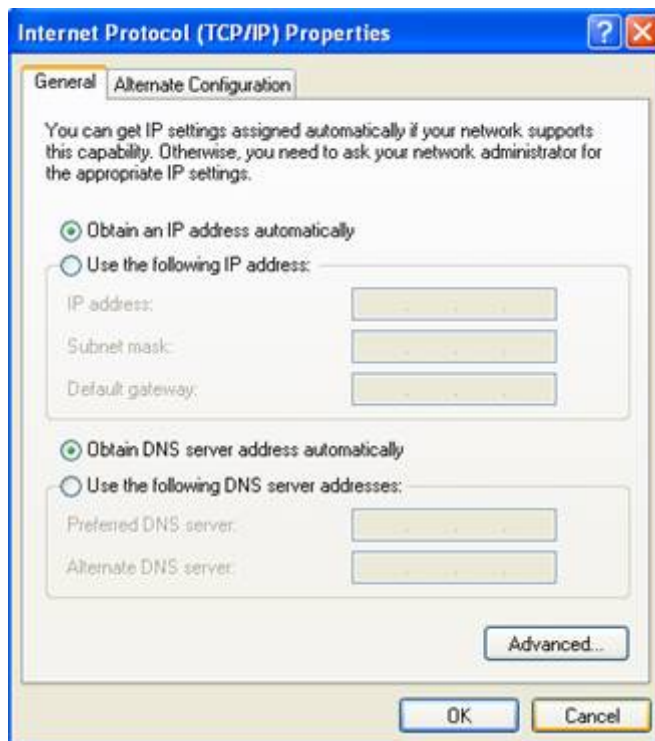 Internet Protocol (TCP/IP) Properties
General
Alternate Configuration
You can get IP settings assigned automatically if your network supports
this capability. Otherwise, you need to ask your network administrator for
the appropriate IP settings.
Obtain an IP address automatically
Use the following IP address:
IP address:
Subnet mask:
Default gateway:
Obtain DNS server address automatically
Use the following DNS server addresses:
Preferred DNS server:
Alternate DNS server:
Advanced...
OK
Cancel